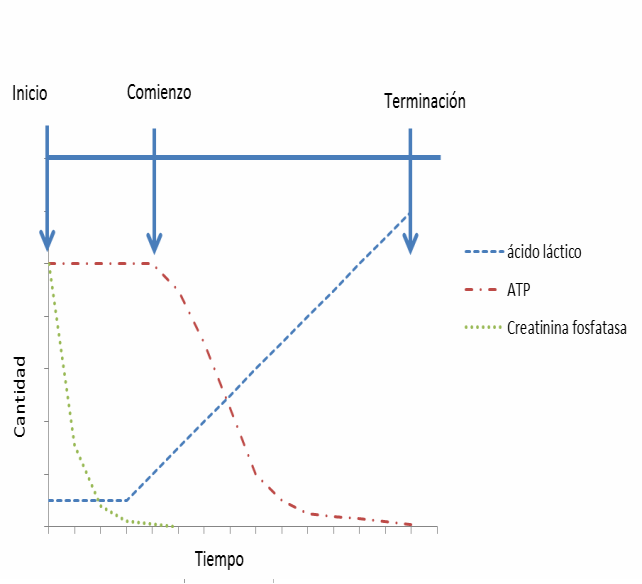 Inicio
Comienzo
Terminación
ácido láctico
ATP
Creatinina fosfatasa
Cantidad
Tiempo